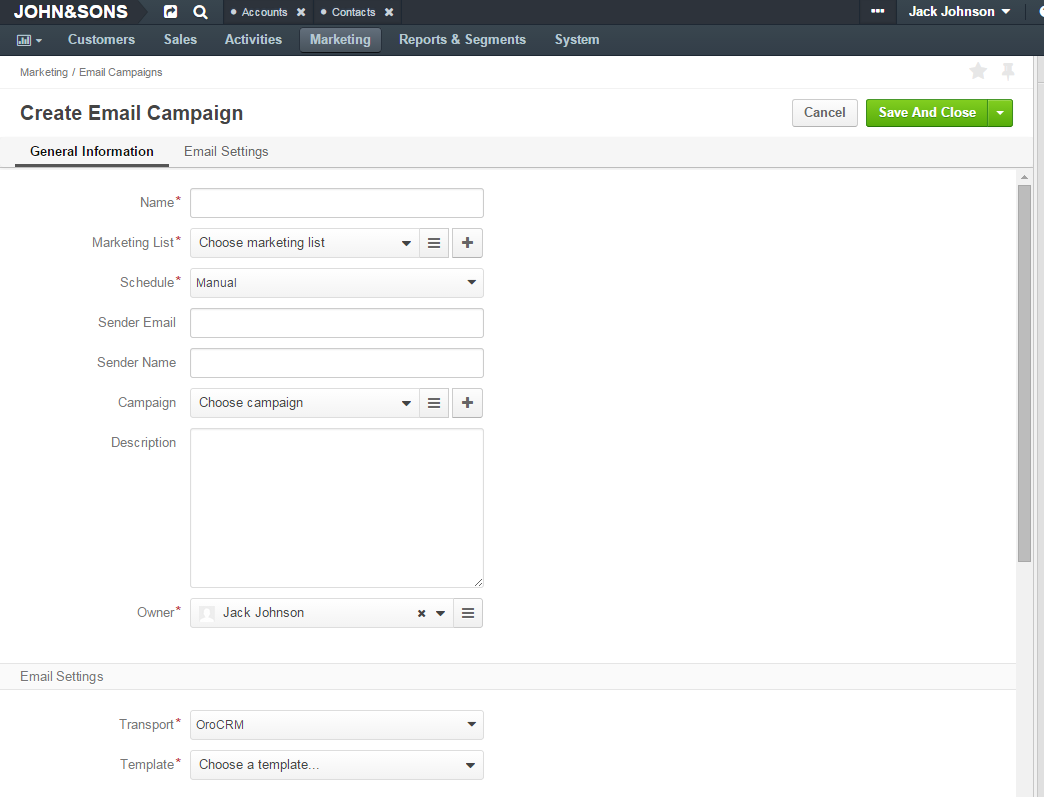 JOHN&SONS • Accounts × • Contacts × ••• Jack Johnson
Customers Sales Activities Marketing Reports & Segments System
Marketing / Email Campaigns
Create Email Campaign Cancel Save And Close
General Information Email Settings
Name*
Marketing List* Choose marketing list
Schedule* Manual
Sender Email
Sender Name
Campaign Choose campaign
Description
Owner* Jack Johnson
Email Settings
Transport* OroCRM
Template* Choose a template...